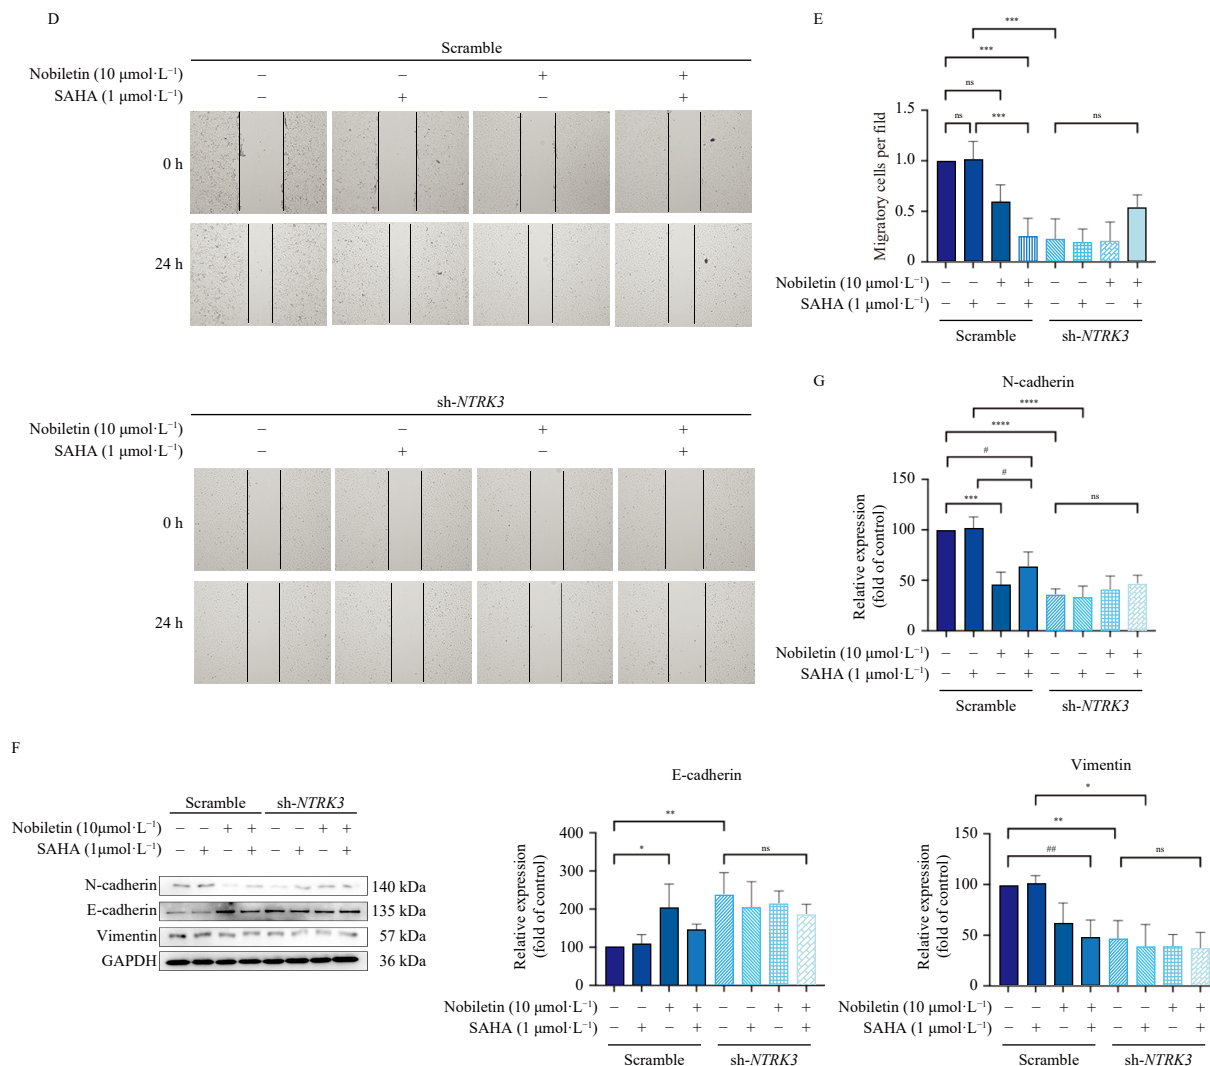 D
Scramble
Nobiletin (10 μmol·L⁻¹) − − + +
SAHA (1 μmol·L⁻¹) − + − +
0 h
24 h
sh-NTRK3
Nobiletin (10 μmol·L⁻¹) − − + +
SAHA (1 μmol·L⁻¹) − + − +
0 h
24 h
E
***
***
ns
ns *** ns
Migratory cells per fild
1.5
1.0
0.5
0
Nobiletin (10 μmol·L⁻¹) − − + + − − + +
SAHA (1 μmol·L⁻¹) − + − + − + − +
Scramble sh-NTRK3
G
N-cadherin
****
****
#
#
*** ns
Relative expression
(fold of control)
150
100
50
0
Nobiletin (10 μmol·L⁻¹) − − + + − − + +
SAHA (1 μmol·L⁻¹) − + − + − + − +
Scramble sh-NTRK3
F
Scramble sh-NTRK3
Nobiletin (10μmol·L⁻¹) − − + + − − + +
SAHA (1μmol·L⁻¹) − + − + − + − +
N-cadherin 140 kDa
E-cadherin 135 kDa
Vimentin 57 kDa
GAPDH 36 kDa
E-cadherin
**
* ns
Relative expression
(fold of control)
400
300
200
100
0
Nobiletin (10 μmol·L⁻¹) − − + + − − + +
SAHA (1 μmol·L⁻¹) − + − + − + − +
Scramble sh-NTRK3
Vimentin
*
**
## ns
Relative expression
(fold of control)
150
100
50
0
Nobiletin (10 μmol·L⁻¹) − − + + − − + +
SAHA (1 μmol·L⁻¹) − + − + − + − +
Scramble sh-NTRK3